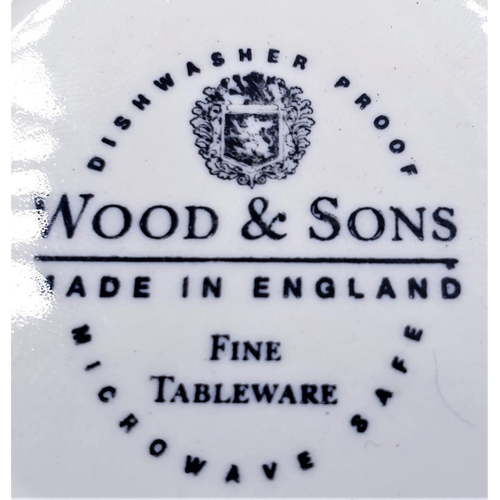 DISHWASHER PROOF
WOOD & SONS
MADE IN ENGLAND
FINE
TABLEWARE
MICROWAVE SAFE